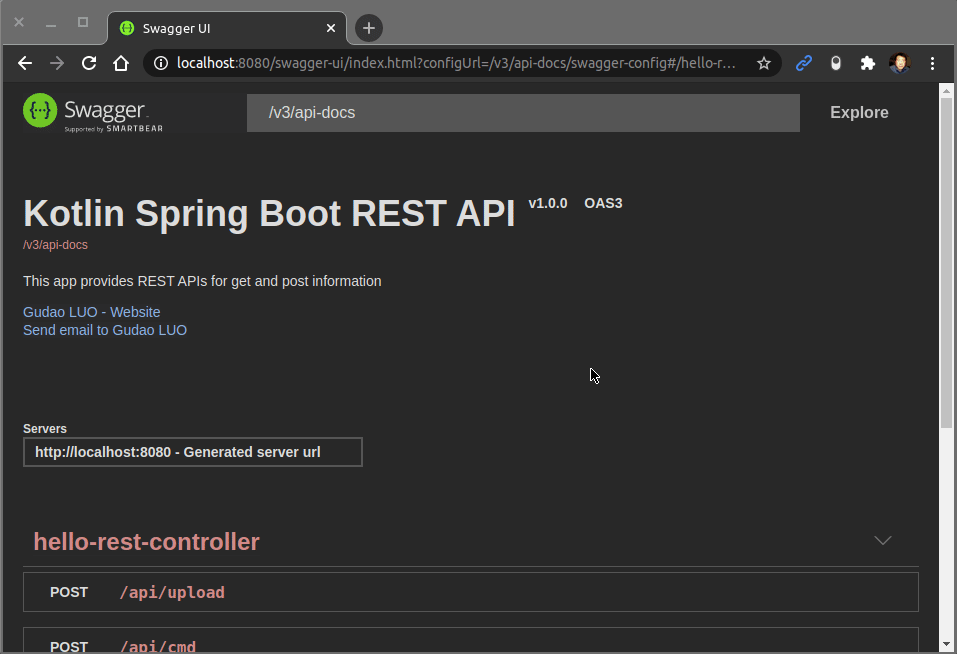 Swagger UI
localhost:8080/swagger-ui/index.html?configUrl=/v3/api-docs/swagger-config#/hello-r...
Swagger
Supported by SMARTBEAR
/v3/api-docs
Explore
Kotlin Spring Boot REST API v1.0.0 OAS3
/v3/api-docs
This app provides REST APIs for get and post information
Gudao LUO - Website
Send email to Gudao LUO
Servers
http://localhost:8080 - Generated server url
hello-rest-controller
POST /api/upload
POST /api/cmd